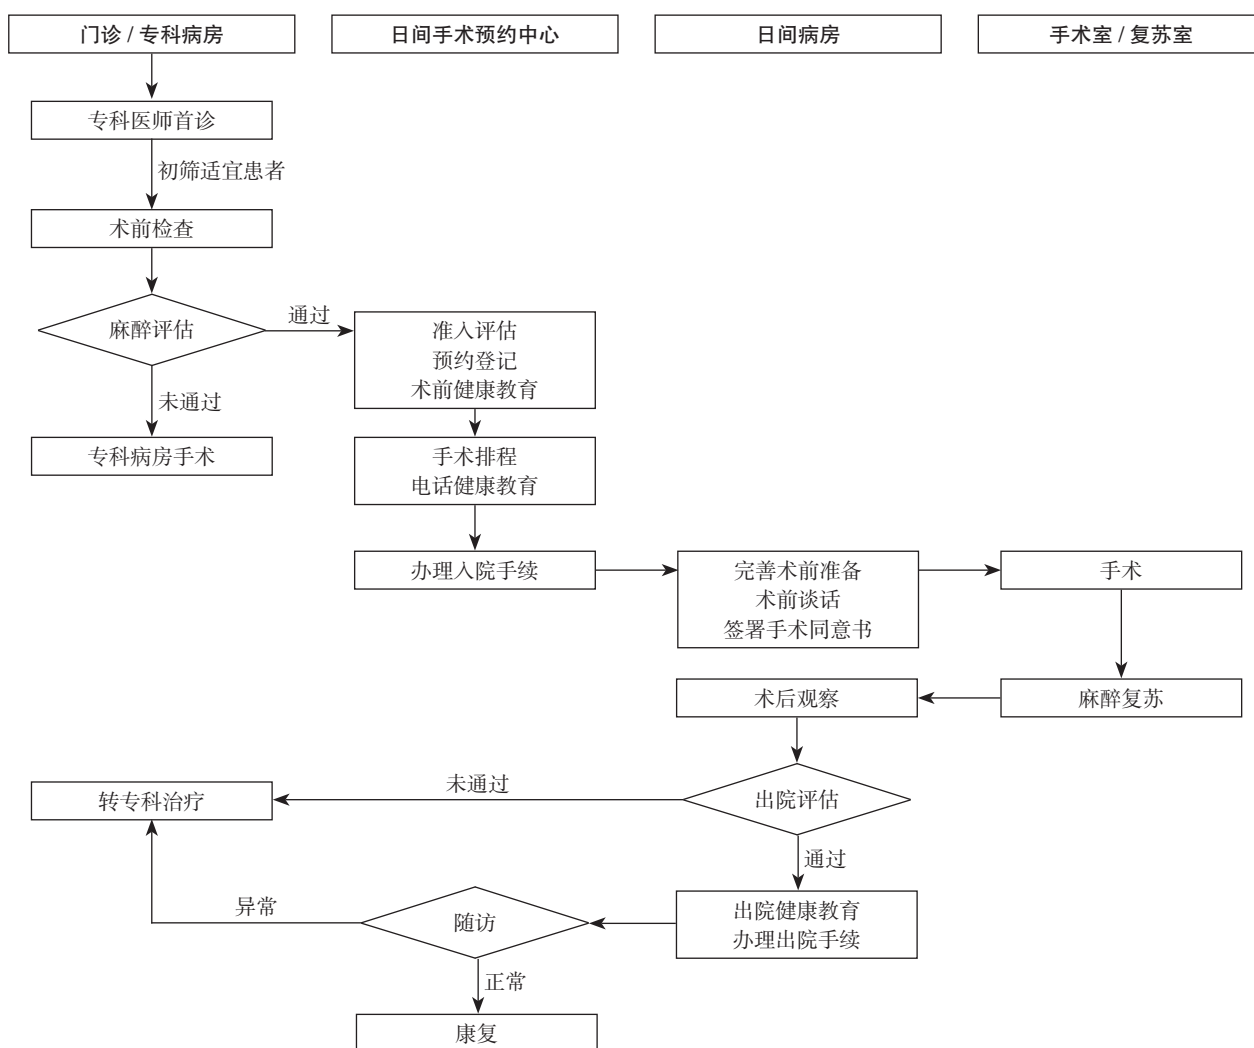 门诊 / 专科病房
日间手术预约中心
日间病房
手术室 / 复苏室
专科医师首诊
初筛适宜患者
术前检查
麻醉评估
通过
未通过
专科病房手术
准入评估
预约登记
术前健康教育
手术排程
电话健康教育
办理入院手续
完善术前准备
术前谈话
签署手术同意书
手术
麻醉复苏
术后观察
出院评估
未通过
转专科治疗
通过
出院健康教育
办理出院手续
随访
异常
正常
康复